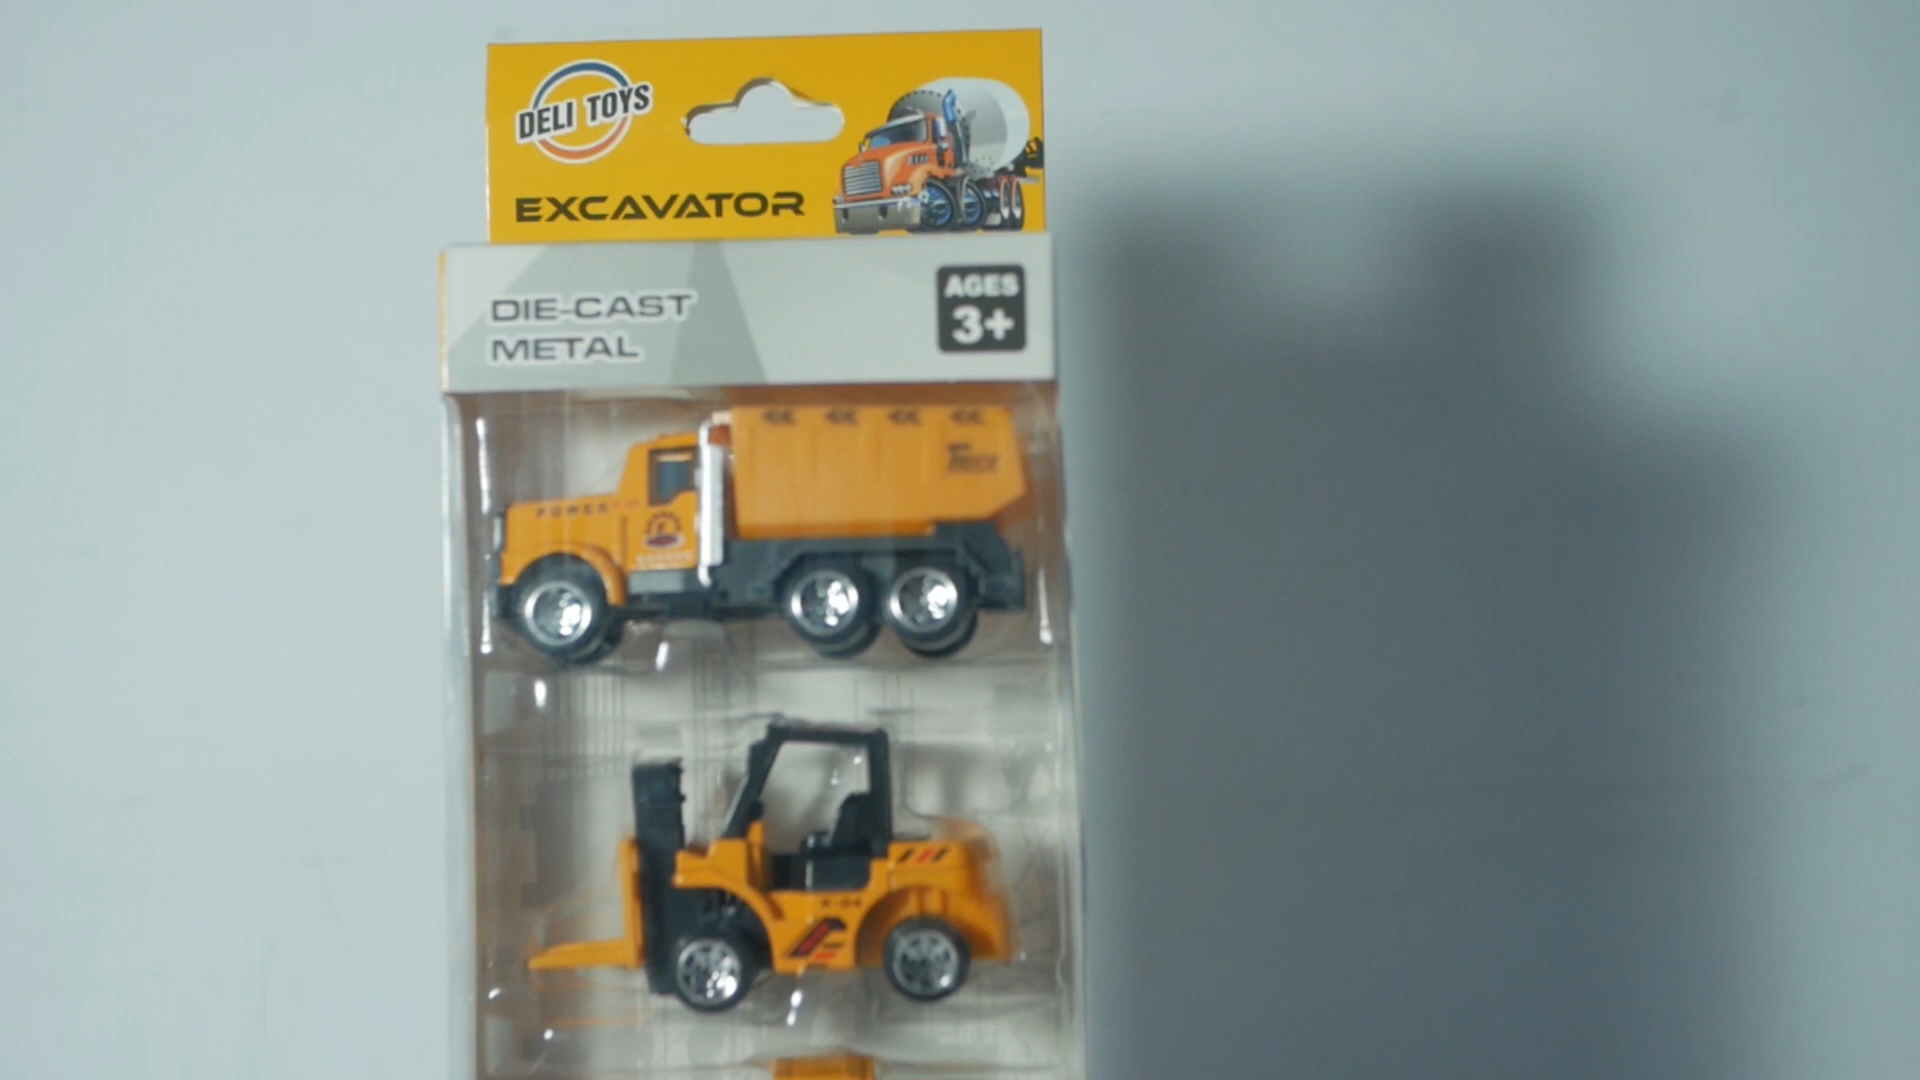 DELI TOYS
EXCAVATOR
DIE-CAST
METAL
AGES
3+
POWER